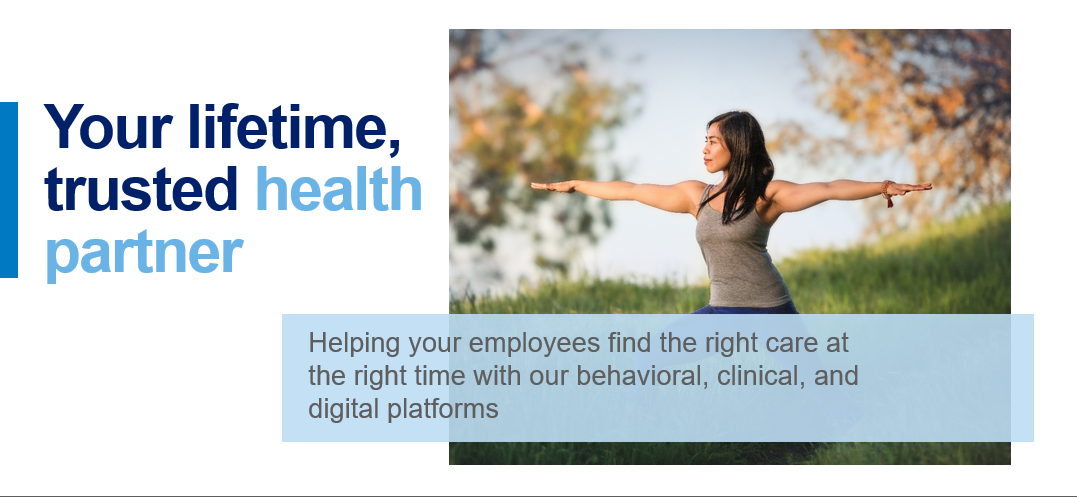 Your lifetime,
trusted health
partner
Helping your employees find the right care at
the right time with our behavioral, clinical, and
digital platforms